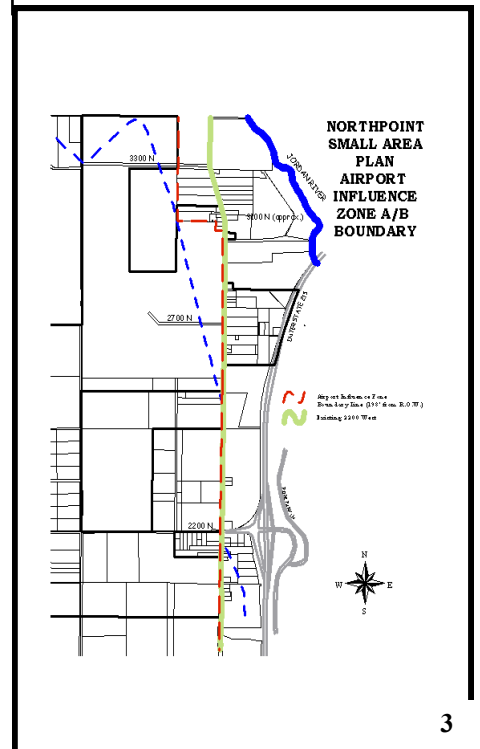 NORTHPOINT
SMALL AREA
PLAN
AIRPORT
INFLUENCE
ZONE A/B
BOUNDARY
JORDAN RIVER
3300 N
3100 N (approx.)
INTERSTATE 215
2700 N
Airport Influence Zone
Boundary line
from R.O.W.)
Existing 2200 West
2200 N
N
W
E
S
3